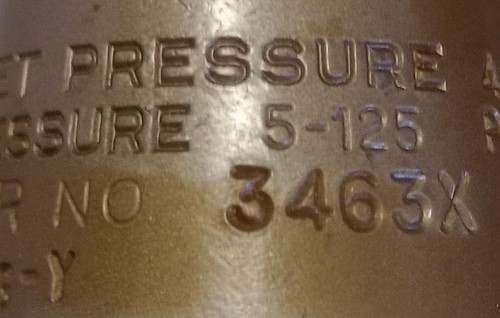 ET PRESSURE
SSURE 5-125 P
R NO 3463X
-Y